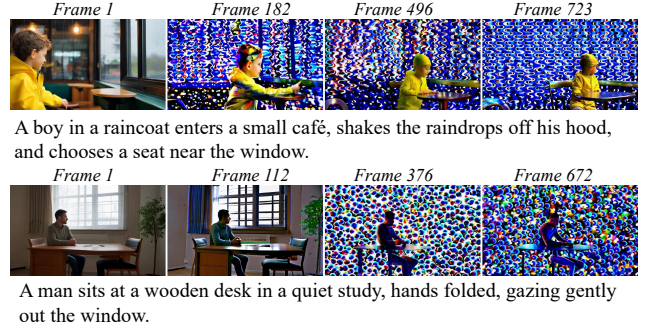 Frame 1 Frame 182 Frame 496 Frame 723
A boy in a raincoat enters a small café, shakes the raindrops off his hood,
and chooses a seat near the window.
Frame 1 Frame 112 Frame 376 Frame 672
A man sits at a wooden desk in a quiet study, hands folded, gazing gently
out the window.